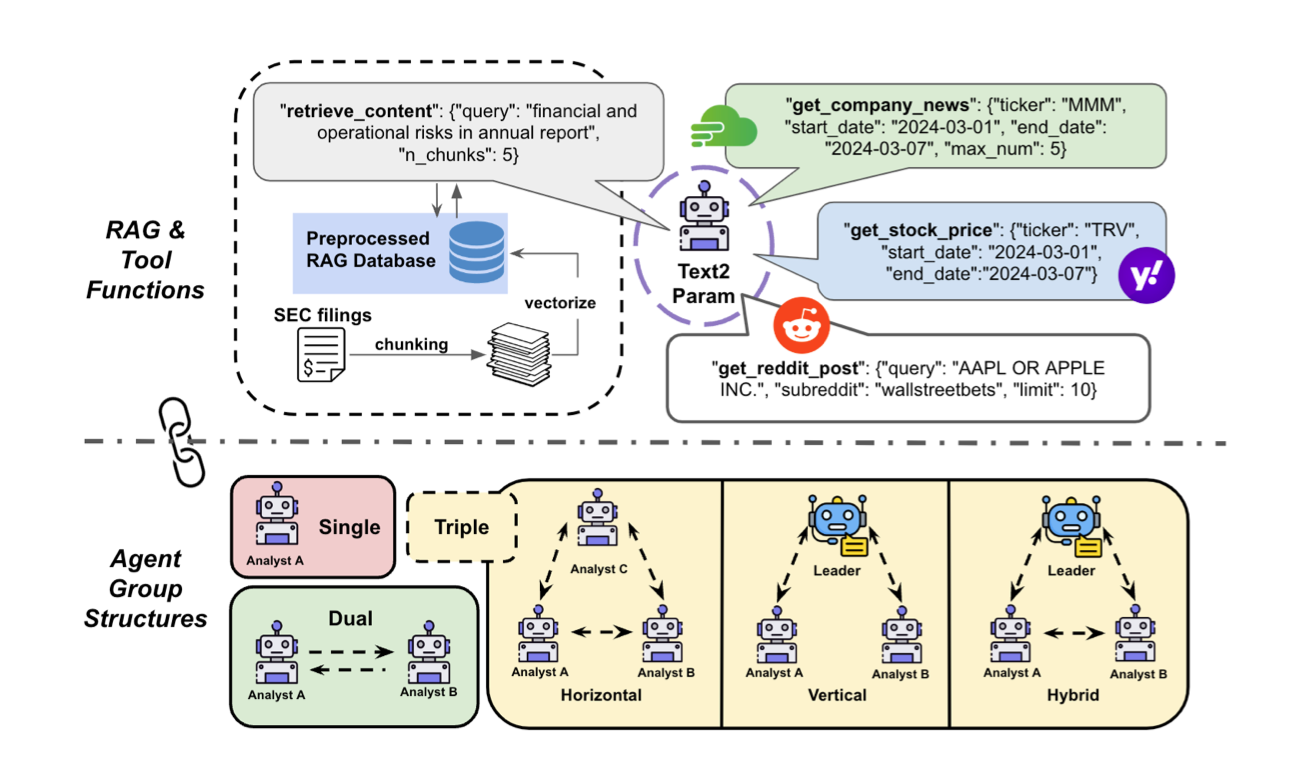 "retrieve_content": {"query": "financial and
operational risks in annual report",
"n_chunks": 5}
"get_company_news": {"ticker": "MMM",
"start_date": "2024-03-01", "end_date":
"2024-03-07", "max_num": 5}
RAG &
Tool
Functions
Preprocessed
RAG Database
Text2
Param
"get_stock_price": {"ticker": "TRV",
"start_date": "2024-03-01",
"end_date":"2024-03-07"}
y!
vectorize
SEC filings
chunking
$
"get_reddit_post": {"query": "AAPL OR APPLE
INC.", "subreddit": "wallstreetbets", "limit": 10}
Agent
Group
Structures
Single
Analyst A
Dual
Analyst A
Analyst B
Triple
Analyst C
Analyst A
Analyst B
Horizontal
Leader
Analyst A
Analyst B
Vertical
Leader
Analyst A
Analyst B
Hybrid